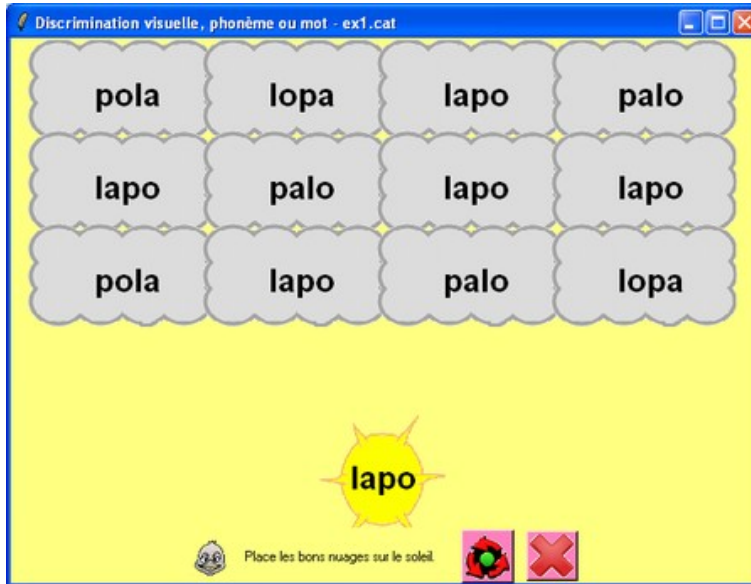 Discrimination visuelle, phonème ou mot - ex1.cat
pola lopa lapo palo
lapo palo lapo lapo
pola lapo palo lopa
lapo
Place les bons nuages sur le soleil.